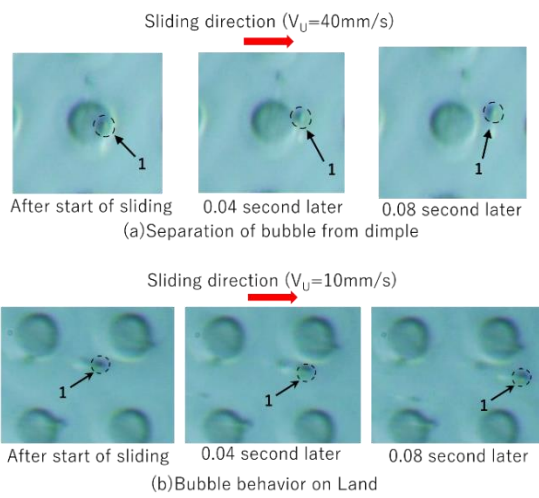 Sliding direction (VU=40mm/s)
1
1
1
After start of sliding
0.04 second later
0.08 second later
(a)Separation of bubble from dimple
Sliding direction (VU=10mm/s)
1
1
1
After start of sliding
0.04 second later
0.08 second later
(b)Bubble behavior on Land